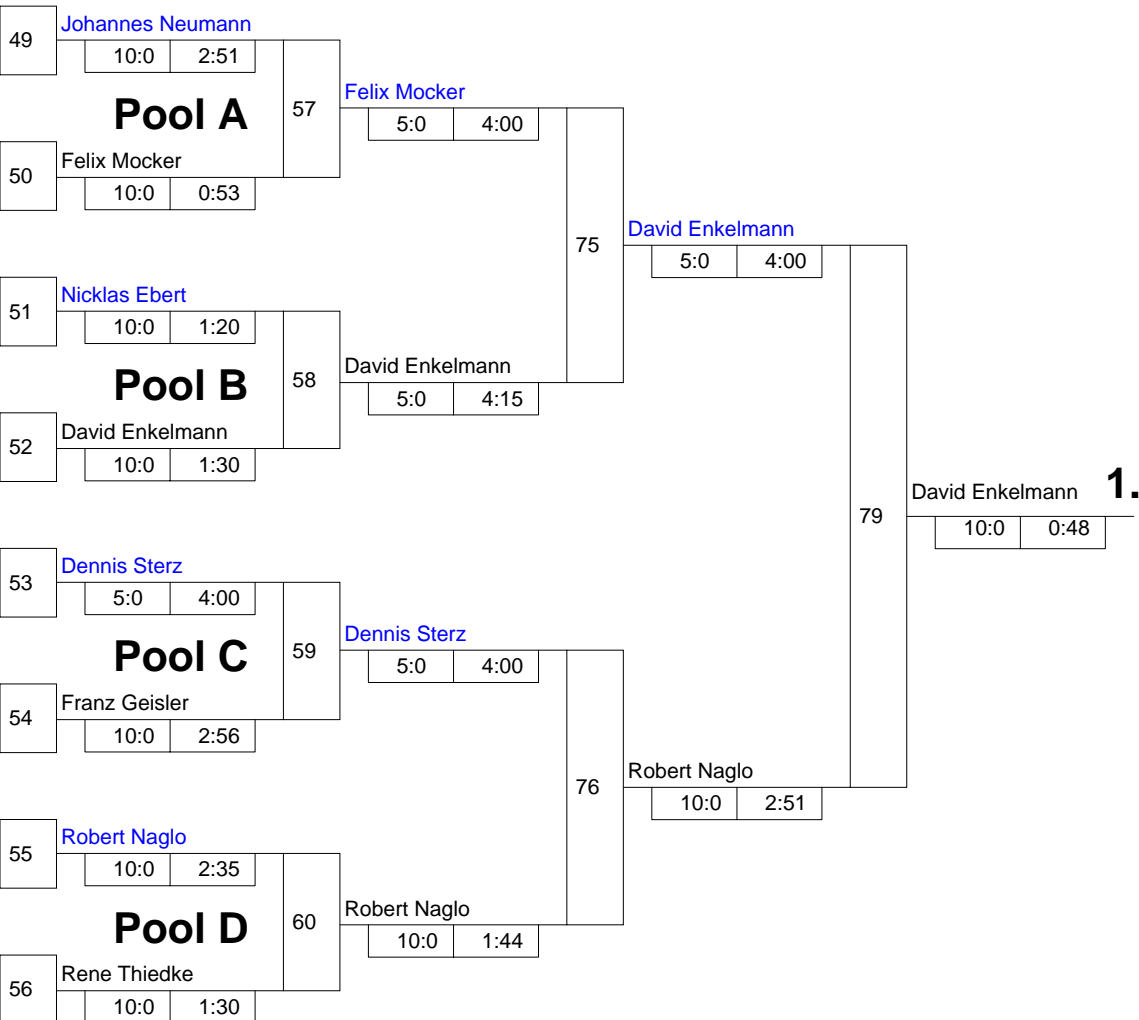 Johannes Neumann
49
10:0 2:51
Pool A
57
Felix Mocker
5:0 4:00
Felix Mocker
50
10:0 0:53
75
David Enkelmann
5:0 4:00
Nicklas Ebert
51
10:0 1:20
Pool B
58
David Enkelmann
5:0 4:15
David Enkelmann
52
10:0 1:30
79
David Enkelmann 1.
10:0 0:48
Dennis Sterz
53
5:0 4:00
Pool C
59
Dennis Sterz
5:0 4:00
Franz Geisler
54
10:0 2:56
76
Robert Naglo
10:0 2:51
Robert Naglo
55
10:0 2:35
Pool D
60
Robert Naglo
10:0 1:44
Rene Thiedke
56
10:0 1:30